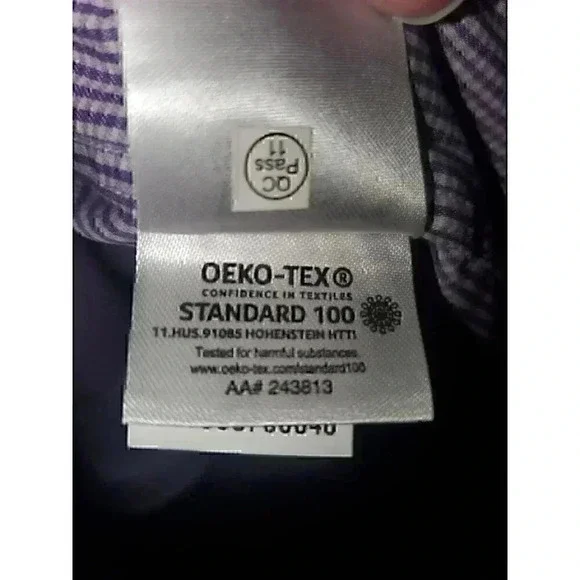 QC
Pass
11
OEKO-TEX®
CONFIDENCE IN TEXTILES
STANDARD 100
11.HUS.91085 HOHENSTEIN HTTI
Tested for harmful substances.
www.oeko-tex.com/standard100
AA# 243813